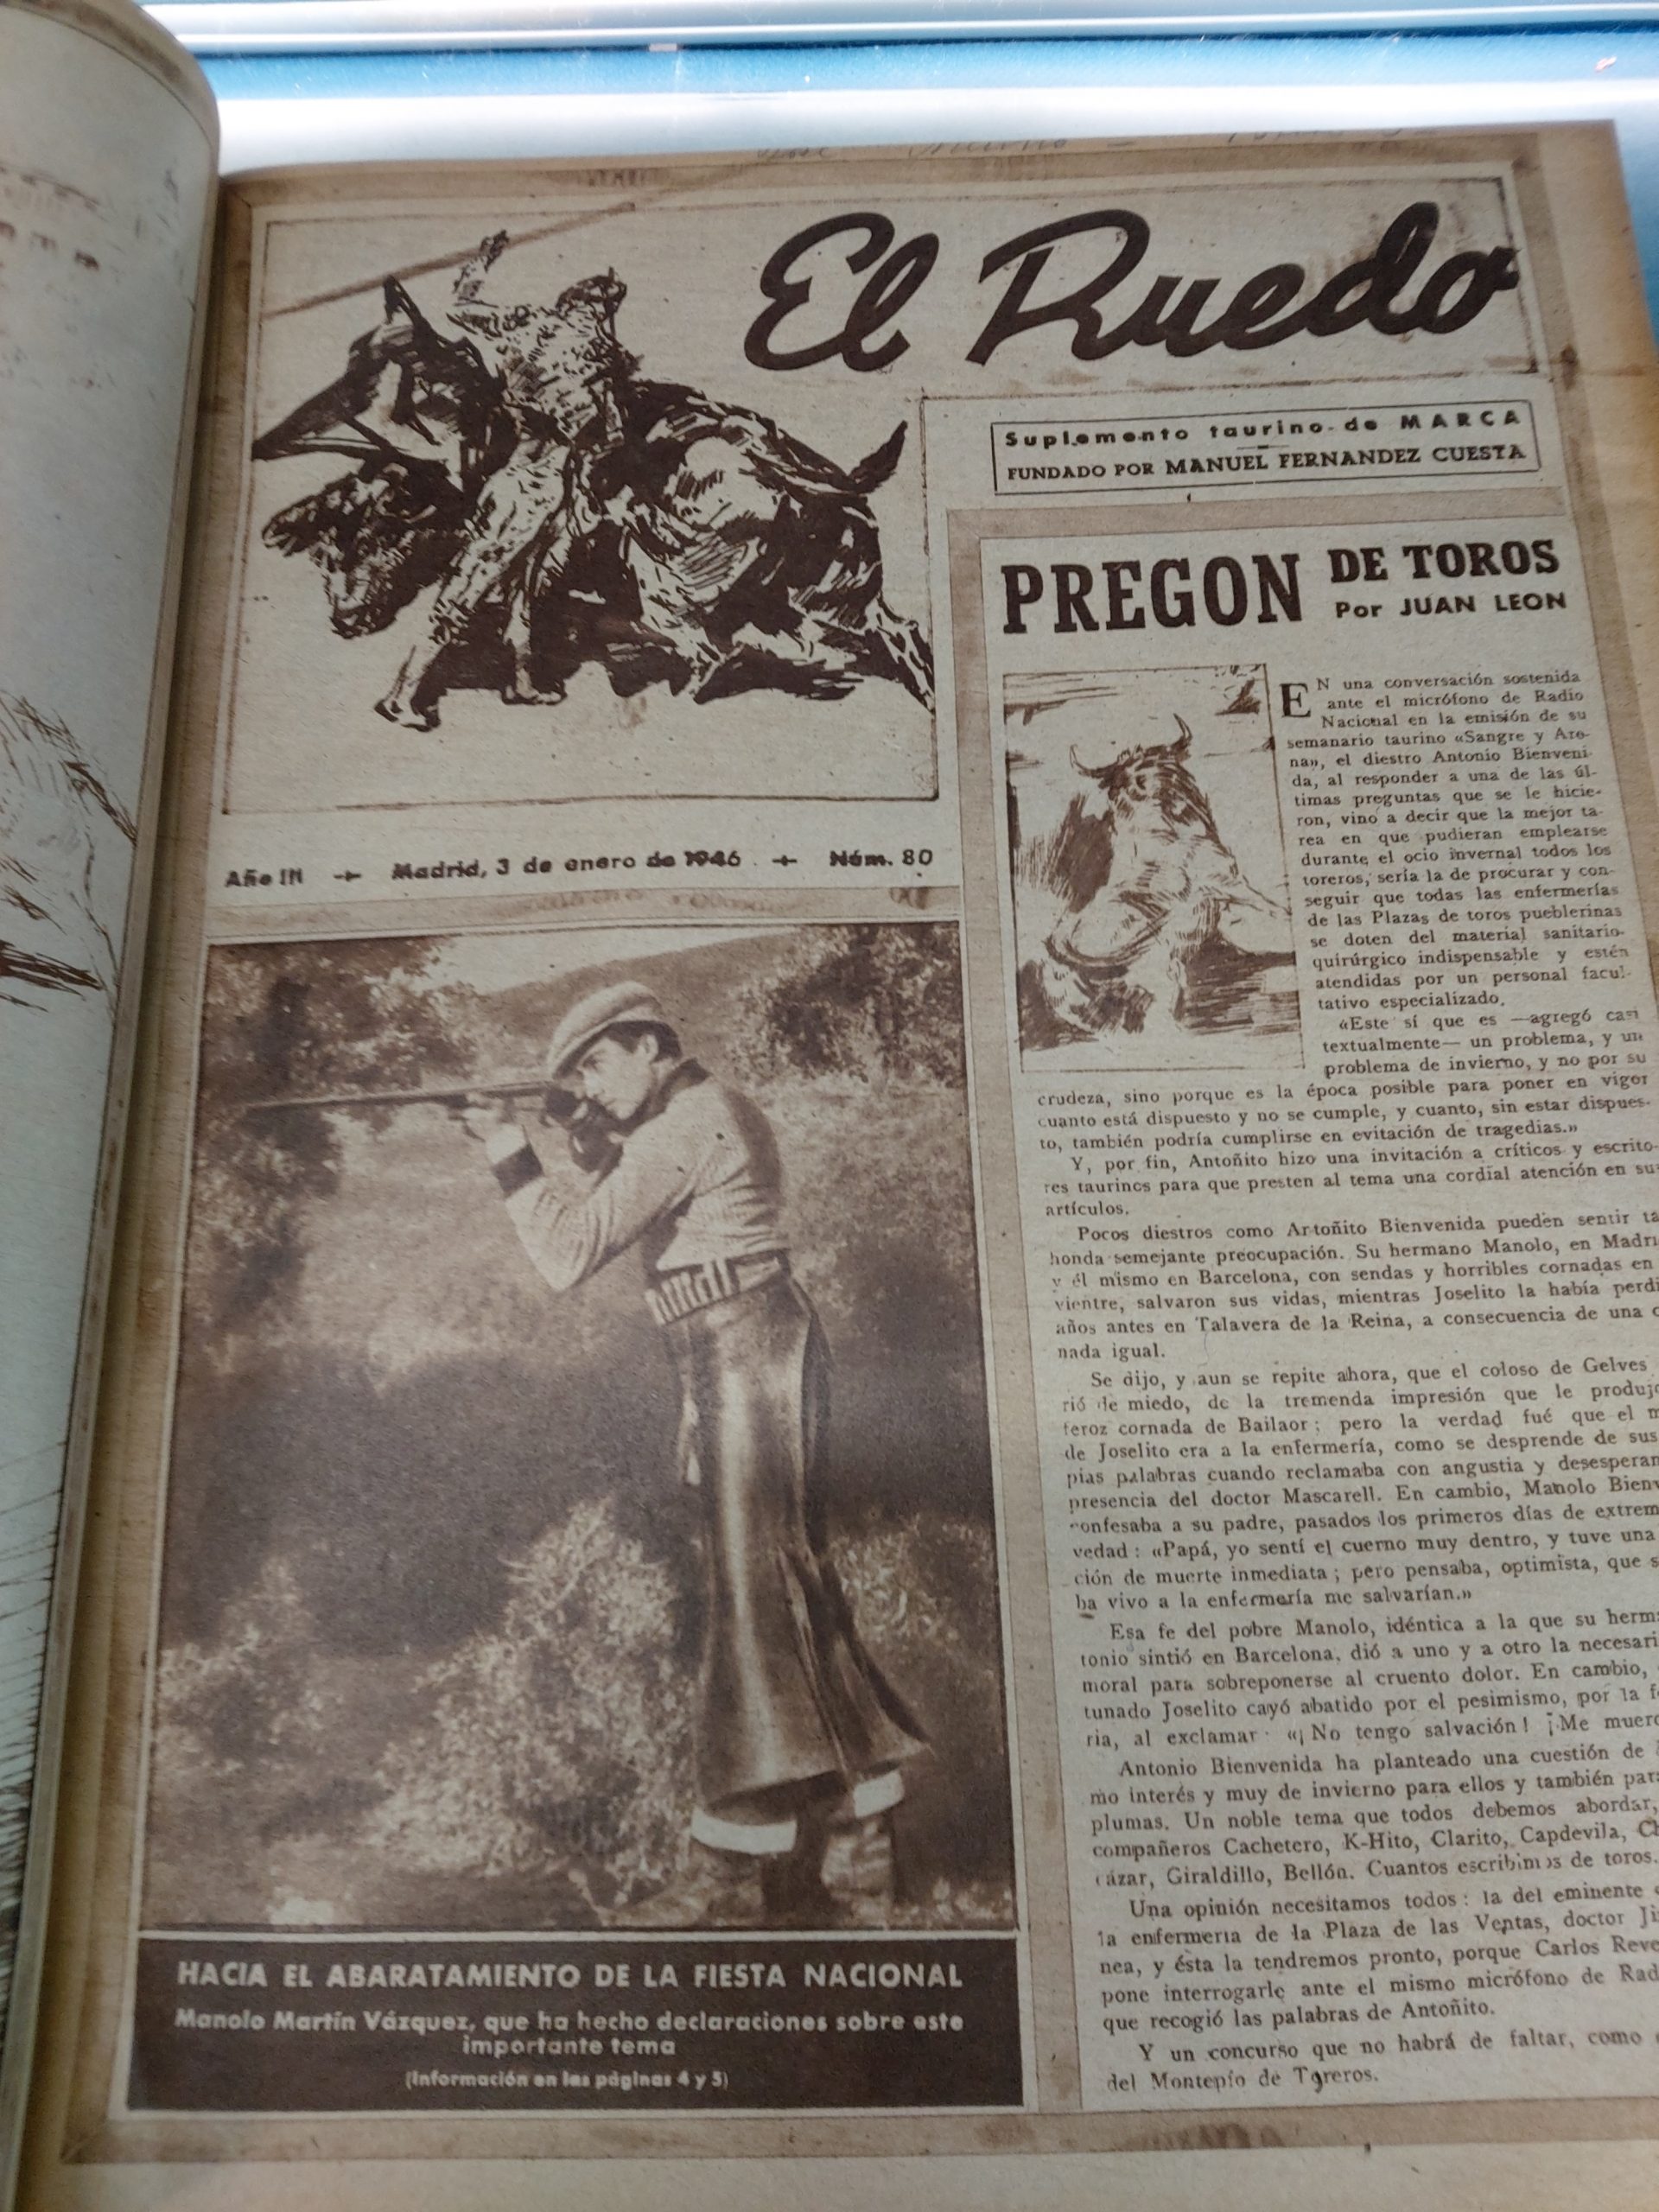 El Ruedo
Suplemento taurino de MARCA
FUNDADO POR MANUEL FERNANDEZ CUESTA
Año III + Madrid, 3 de enero de 1946 + Núm. 80
HACIA EL ABARATAMIENTO DE LA FIESTA NACIONAL
Manolo Martín Vázquez, que ha hecho declaraciones sobre este
importante tema
(Información en las páginas 4 y 5)
PREGON DE TOROS
Por JUAN LEON
EN una conversación sostenida
ante el micrófono de Radio
Nacional en la emisión de su
semanario taurino «Sangre y Are-
na», el diestro Antonio Bienveni-
da, al responder a una de las úl-
timas preguntas que se le hicie-
ron, vino a decir que la mejor ta-
rea en que pudieran emplearse
durante el ocio invernal todos los
toreros, sería la de procurar y con-
seguir que todas las enfermerías
de las Plazas de toros pueblerinas
se doten del material sanitario-
quirúrgico indispensable y estén
atendidas por un personal facul-
tativo especializado.
«Este sí que es —agregó casi
textualmente— un problema, y un
problema de invierno, y no por su
crudeza, sino porque es la época posible para poner en vigor
cuanto está dispuesto y no se cumple, y cuanto, sin estar dispues-
to, también podría cumplirse en evitación de tragedias.»
Y, por fin, Antoñito hizo una invitación a críticos y escrito-
res taurinos para que presten al tema una cordial atención en sus
artículos.
Pocos diestros como Antoñito Bienvenida pueden sentir
honda semejante preocupación. Su hermano Manolo, en
y él mismo en Barcelona, con sendas y horribles cornadas en
vientre, salvaron sus vidas, mientras Joselito la había
años antes en Talavera de la Reina, a consecuencia de una
nada igual.
Se dijo, y aun se repite ahora, que el coloso de Gelves
rió de miedo, de la tremenda impresión que le produjo
feroz cornada de Bailaor; pero la verdad fué que el
de Joselito era a la enfermería, como se desprende de sus
pias palabras cuando reclamaba con angustia y
presencia del doctor Mascarell. En cambio, Manolo
confesaba a su padre, pasados los primeros días de
vedad: «Papá, yo sentí el cuerno muy dentro, y tuve una
ción de muerte inmediata; pero pensaba, optimista, que
ba vivo a la enfermería me salvarían.»
Esa fe del pobre Manolo, idéntica a la que su
tonio sintió en Barcelona, dió a uno y a otro la
moral para sobreponerse al cruento dolor. En cambio,
tunado Joselito cayó abatido por el pesimismo, por la
ria, al exclamar: «¡No tengo salvación! ¡Me
Antonio Bienvenida ha planteado una cuestión de
mo interés y muy de invierno para ellos y también
plumas. Un noble tema que todos debemos abordar,
compañeros Cachetero, K-Hito, Clarito, Capdevila,
cázar, Giraldillo, Bellón. Cuantos escribimos de toros.
Una opinión necesitamos todos: la del eminente
la enfermería de la Plaza de las Ventas, doctor
nea, y ésta la tendremos pronto, porque Carlos
pone interrogarle ante el mismo micrófono de
que recogió las palabras de Antoñito.
Y un concurso que no habrá de faltar, como
del Montepío de Toreros.